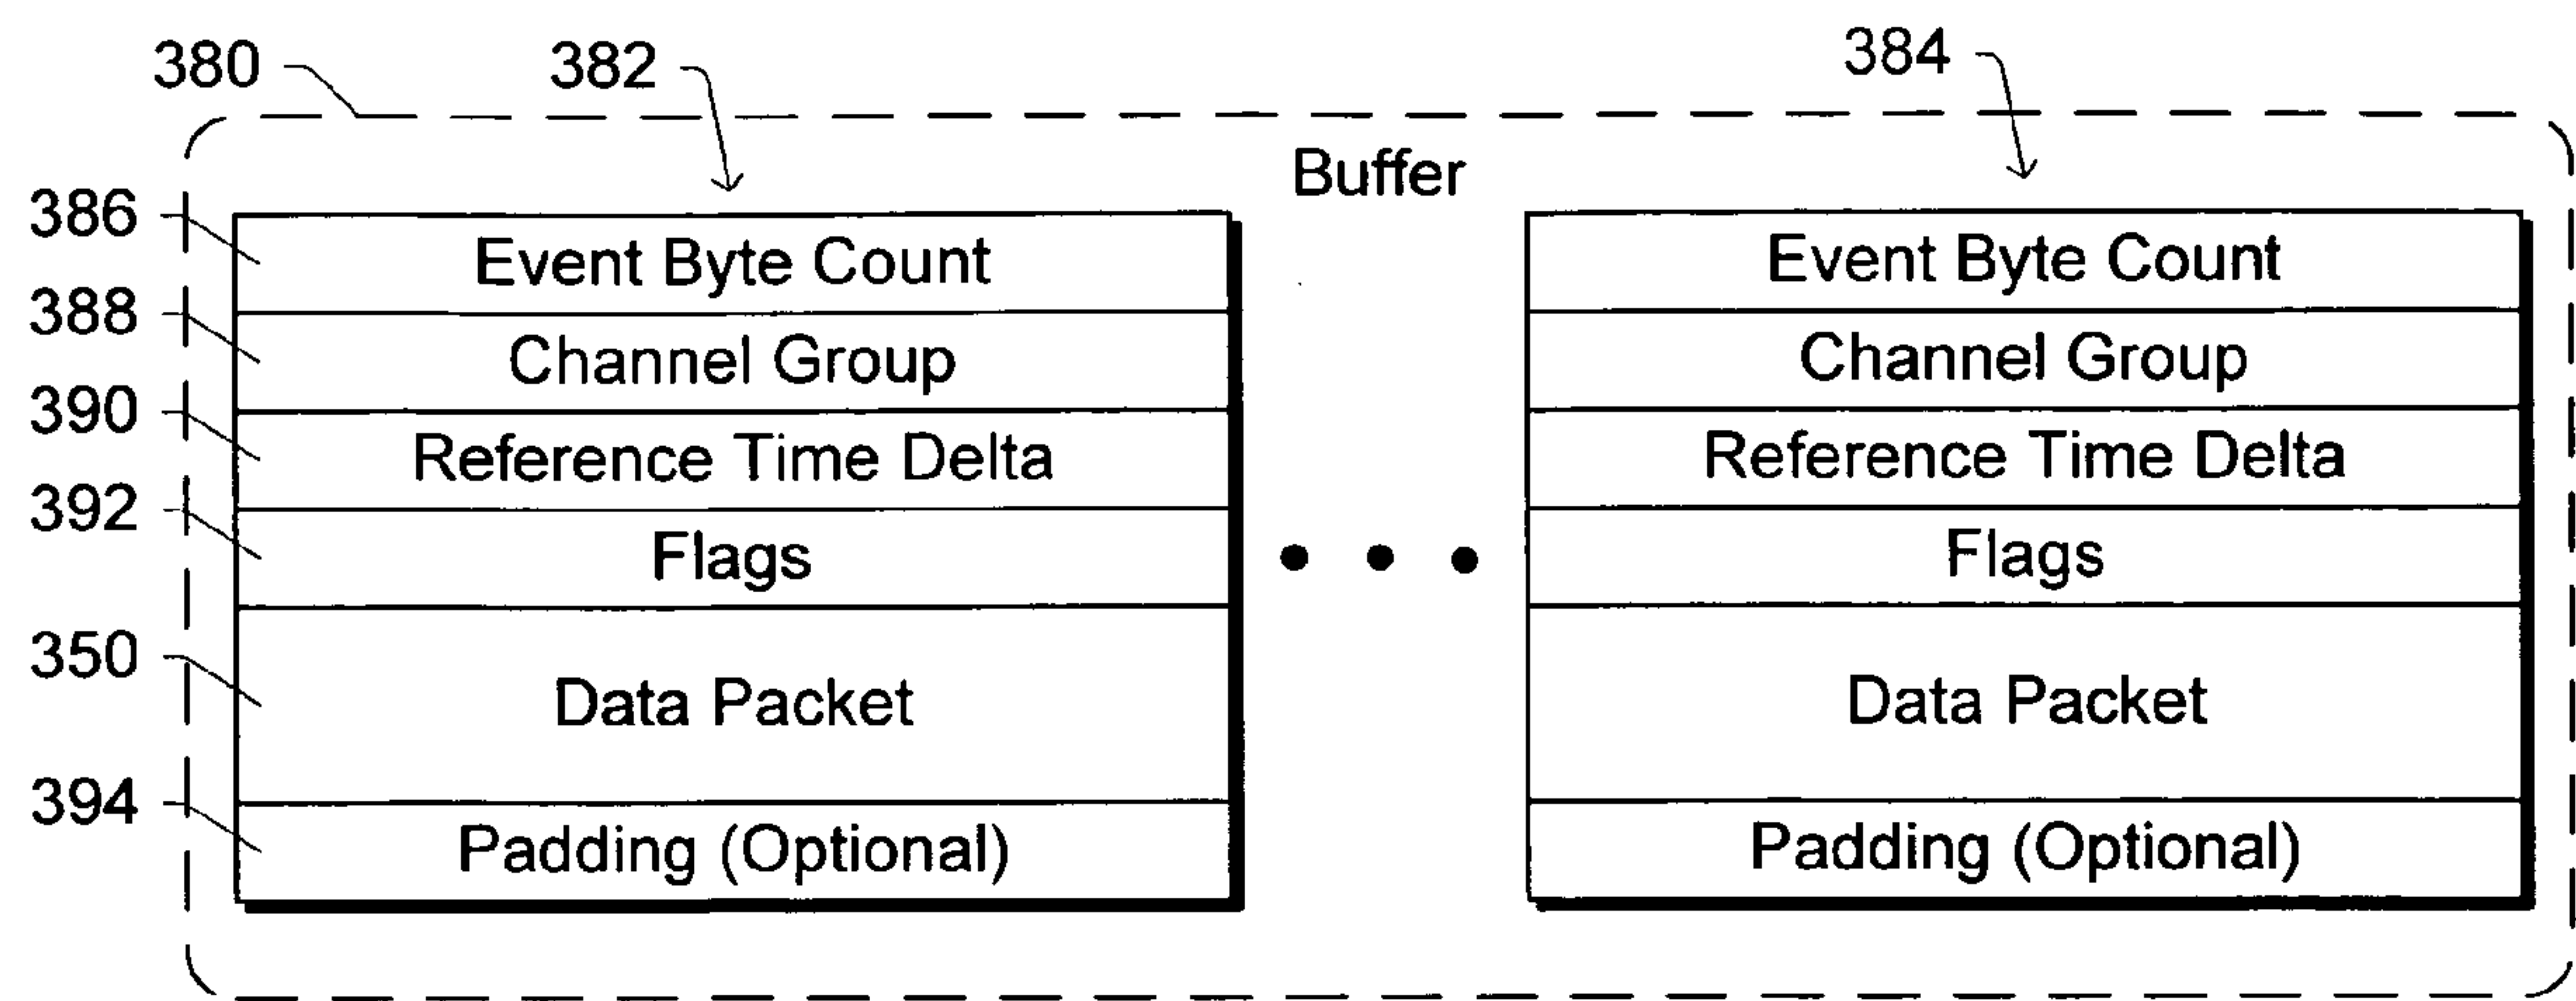 380
382
384
Buffer
386
Event Byte Count
Event Byte Count
388
Channel Group
Channel Group
390
Reference Time Delta
Reference Time Delta
392
Flags
Flags
350
Data Packet
Data Packet
394
Padding (Optional)
Padding (Optional)